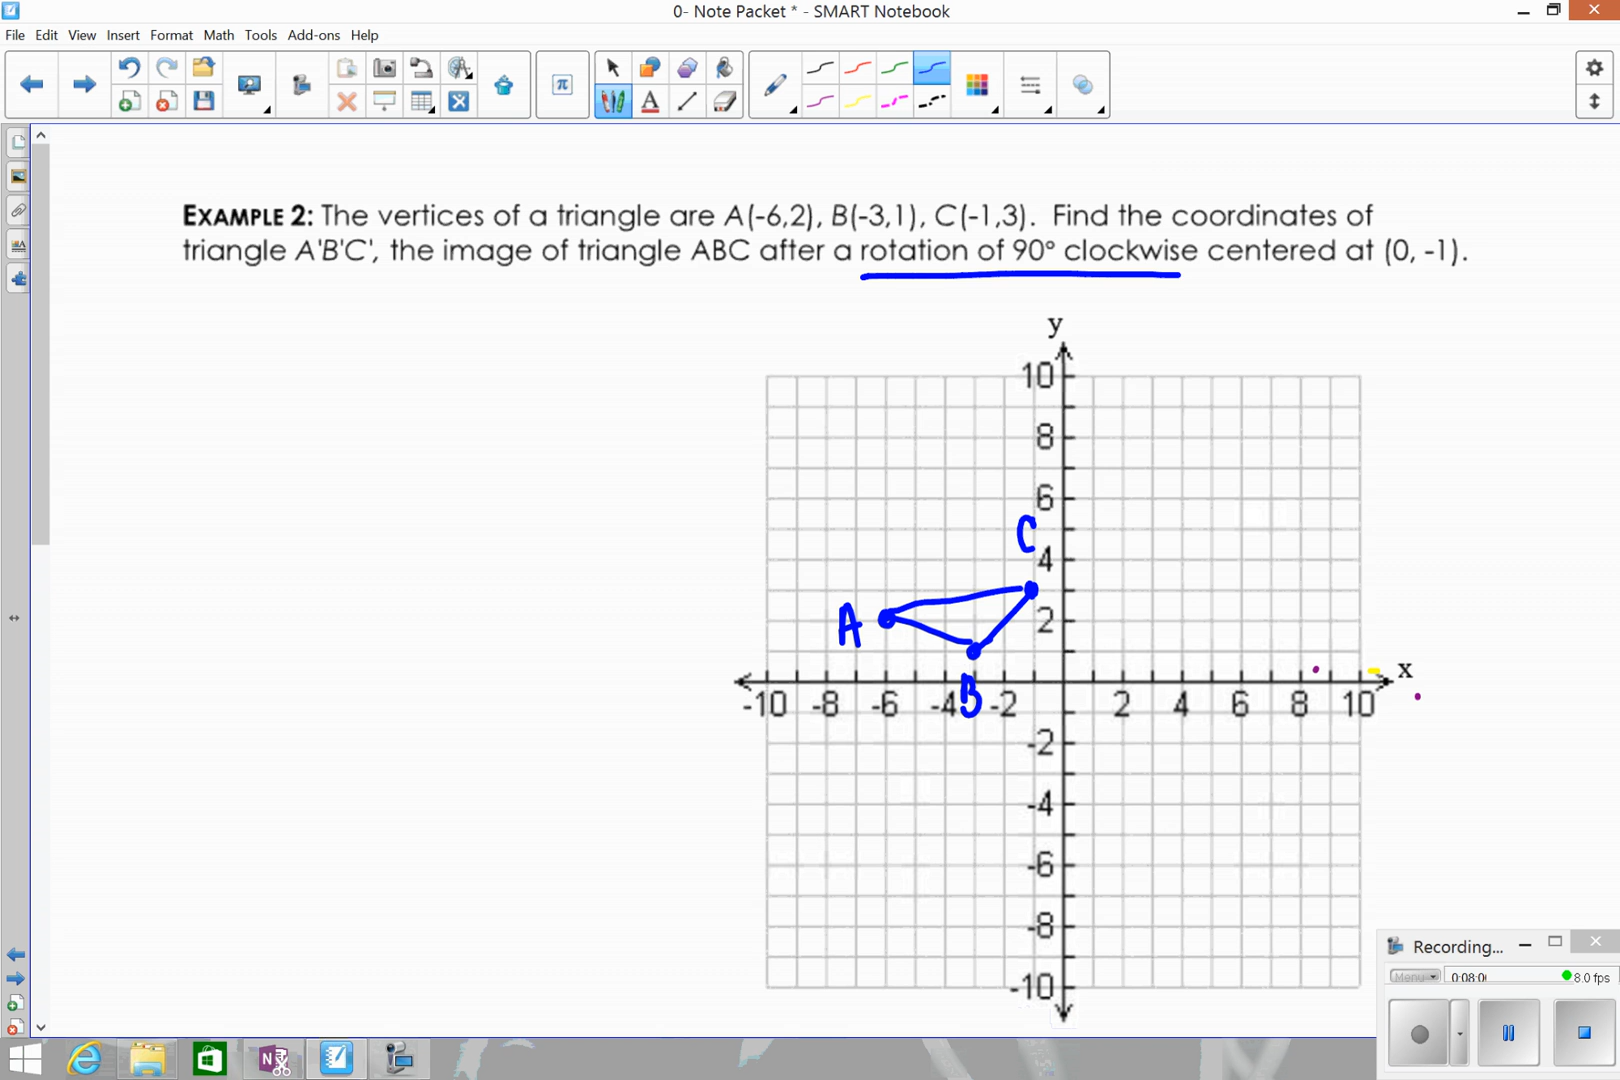 0- Note Packet * - SMART Notebook
File Edit View Insert Format Math Tools Add-ons Help
π
A
EXAMPLE 2: The vertices of a triangle are A(-6,2), B(-3,1), C(-1,3). Find the coordinates of
triangle A'B'C', the image of triangle ABC after a rotation of 90° clockwise centered at (0, -1).
y
10
8
6
C
4
A
2
x
B
-10 -8 -6 -4 -2 2 4 6 8 10
-2
-4
-6
-8
-10
Recording...
Menu 0:08:0 8.0 fps